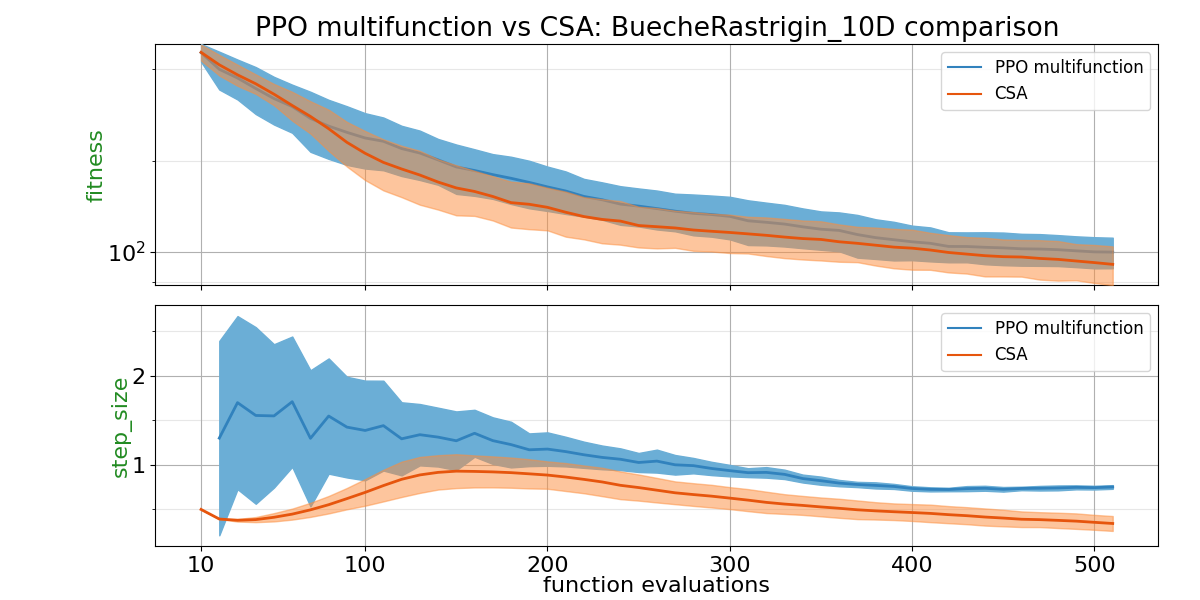 PPO multifunction vs CSA: BuecheRastrigin_10D comparison
fitness
10²
PPO multifunction
CSA
step_size
2
1
PPO multifunction
CSA
10 100 200 300 400 500
function evaluations